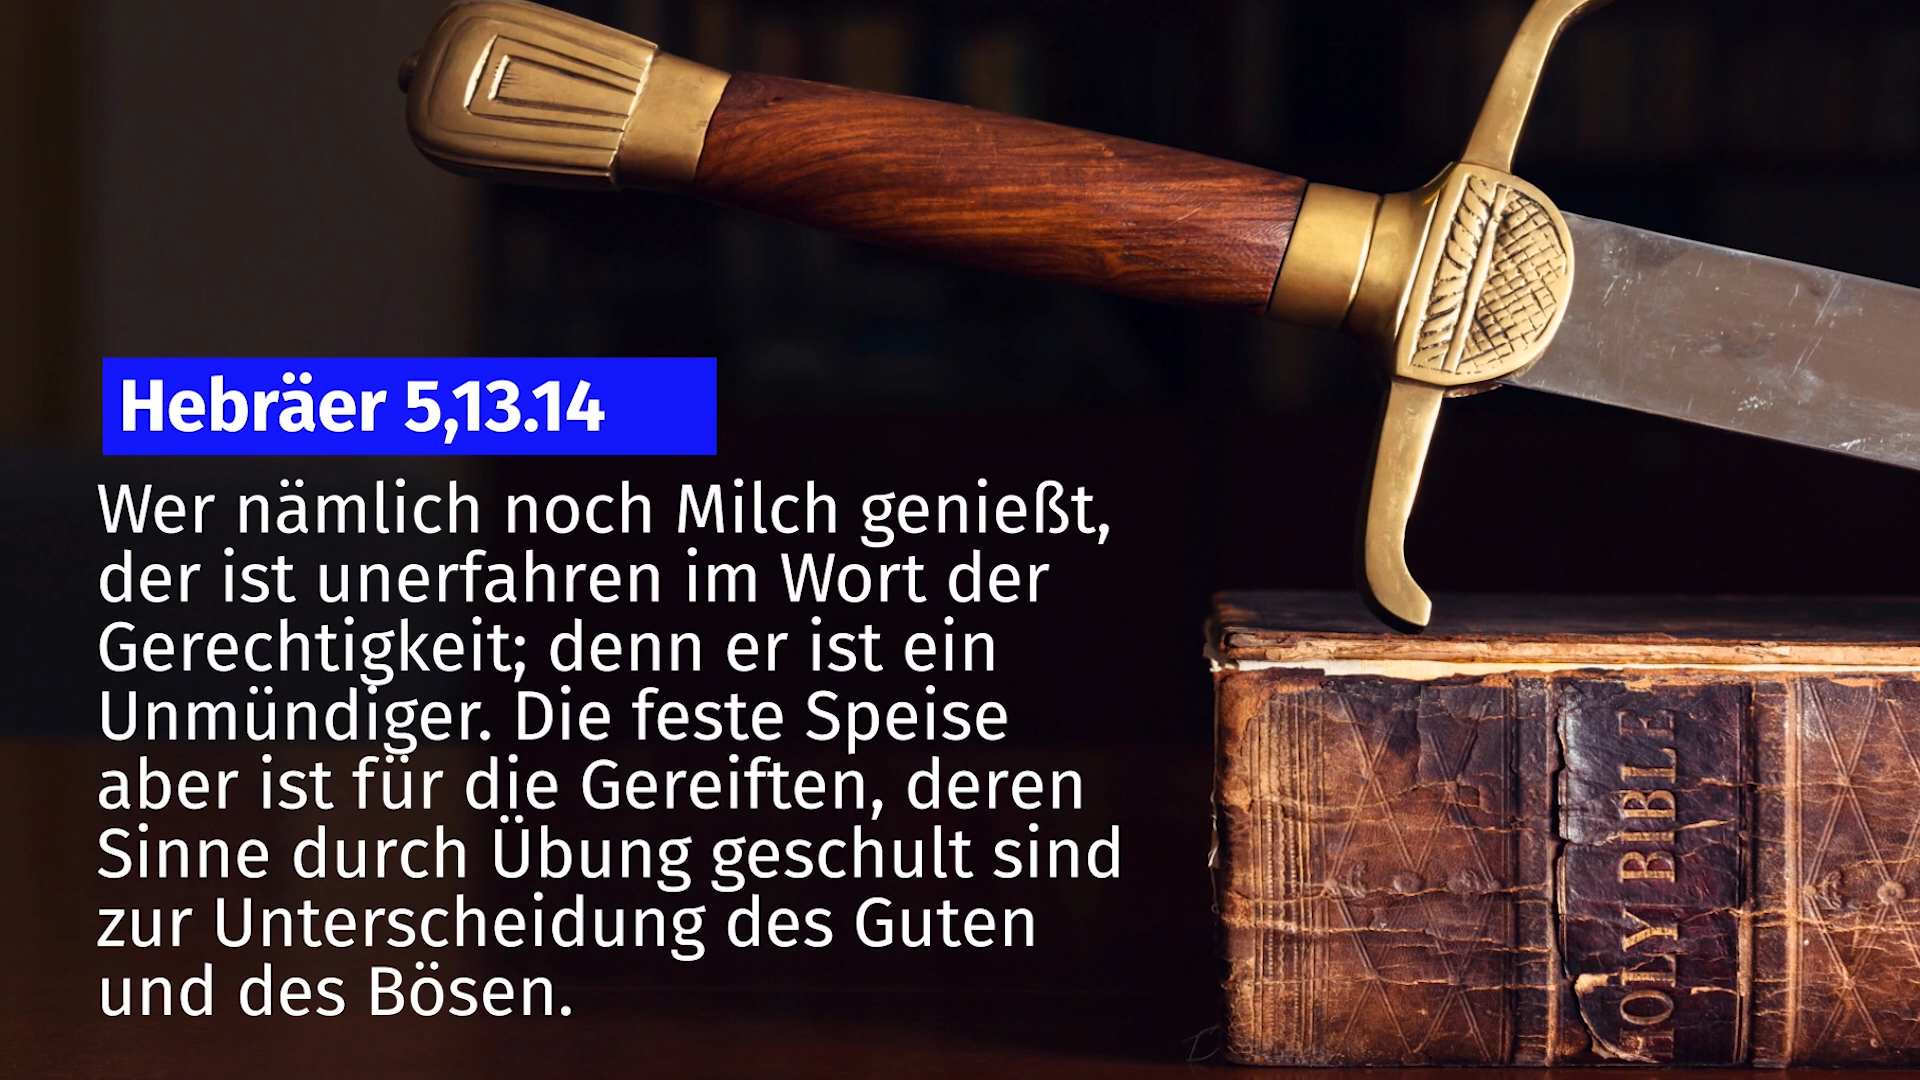 Hebräer 5,13.14
Wer nämlich noch Milch genießt,
der ist unerfahren im Wort der
Gerechtigkeit; denn er ist ein
Unmündiger. Die feste Speise
aber ist für die Gereiften, deren
Sinne durch Übung geschult sind
zur Unterscheidung des Guten
und des Bösen.
HOLY BIBLE